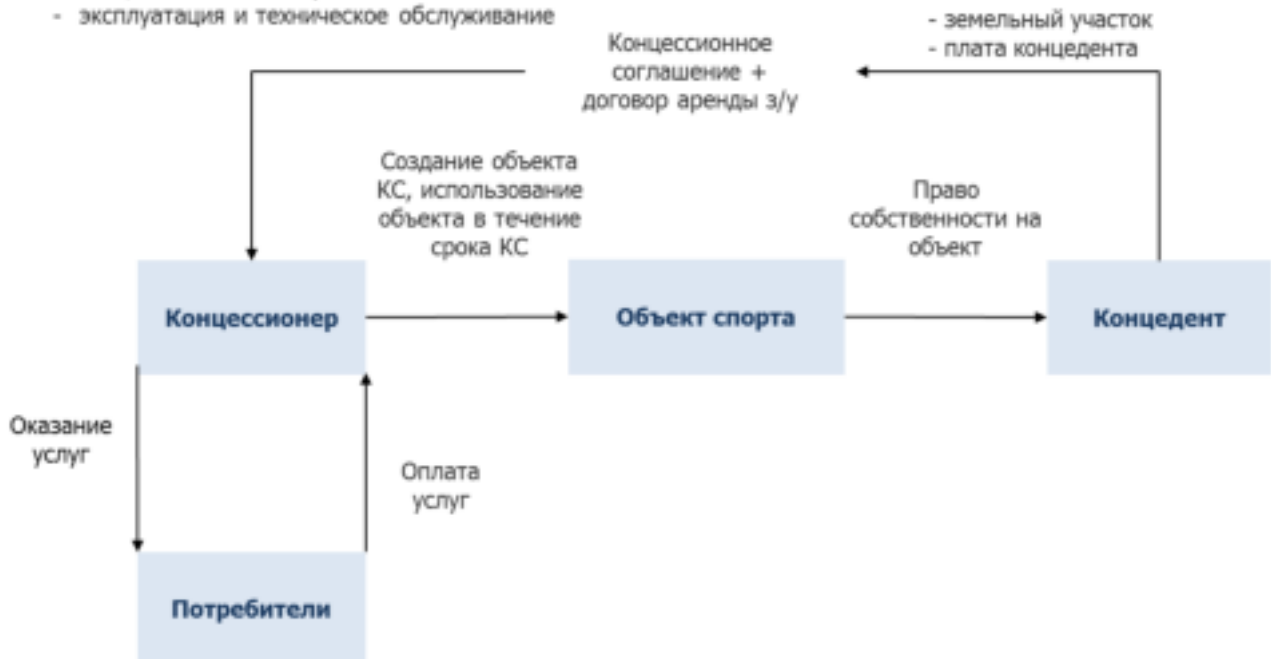 - эксплуатация и техническое обслуживание
- земельный участок
- плата концедента
Концессионное
соглашение +
договор аренды з/у
Создание объекта
КС, использование
объекта в течение
срока КС
Право
собственности на
объект
Концессионер
Объект спорта
Концедент
Оказание
услуг
Оплата
услуг
Потребители